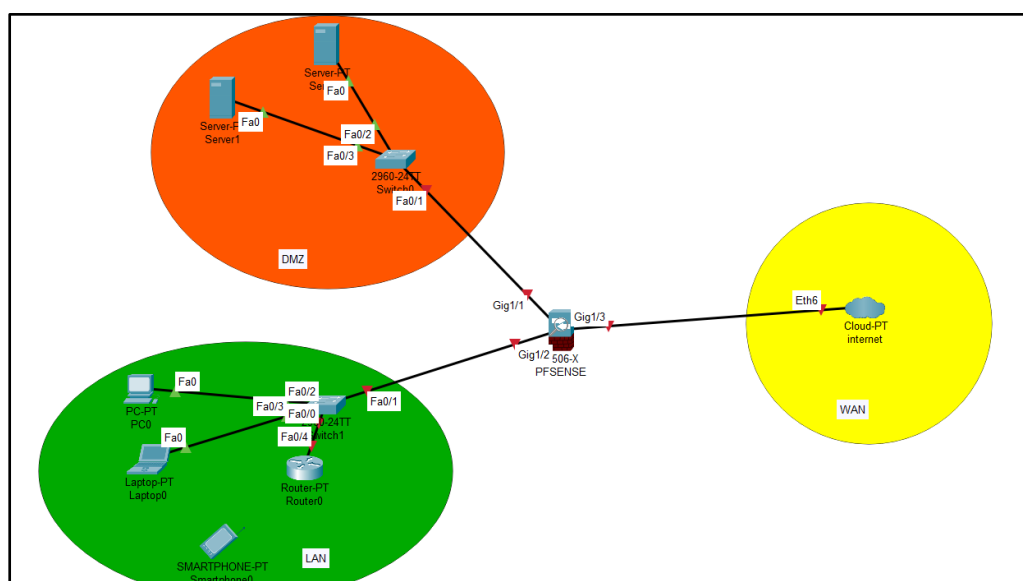 Server-PT
Fa0
Server-P
Server1
Fa0
Fa0/2
Fa0/3
2960-24TT
Switch0
Fa0/1
DMZ
Gig1/1
Gig1/3
Gig1/2
506-X
PFSENSE
Eth6
Cloud-PT
internet
WAN
PC-PT
PC0
Fa0
Fa0/2
Fa0/3
Fa0/0
Fa0/1
Fa0/4
Fa0
Laptop-PT
Laptop0
Router-PT
Router0
SMARTPHONE-PT
Smartphone0
LAN